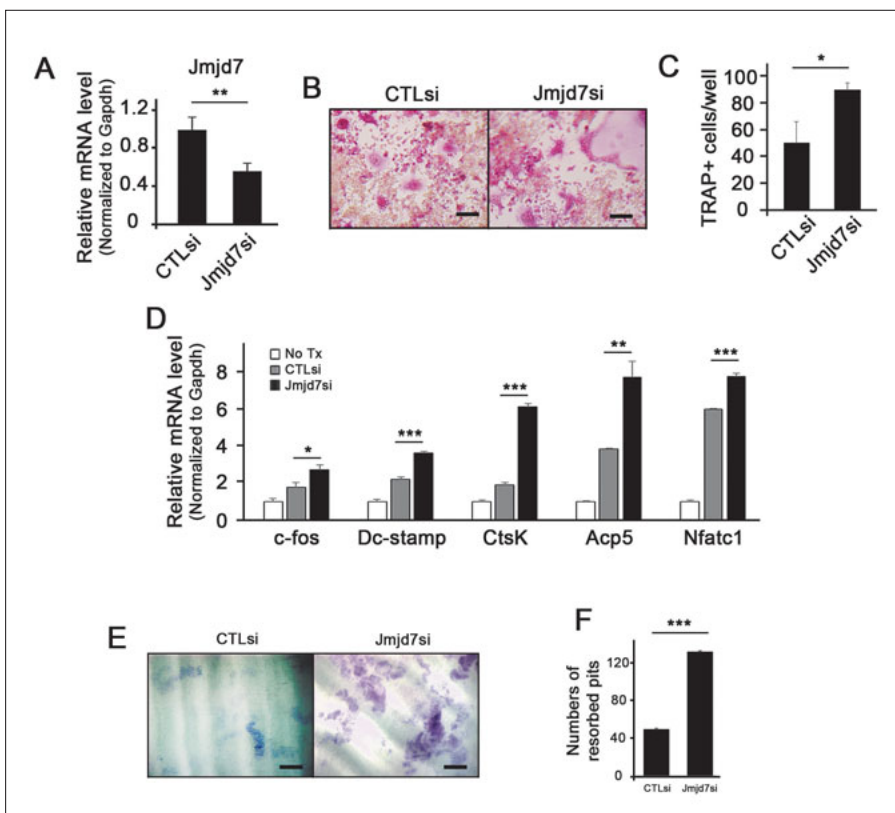 A
Jmjd7
Relative mRNA level
(Normalized to Gapdh)
1.2
0.8
0.4
0
**
CTLsi
Jmjd7si
B
CTLsi
Jmjd7si
C
TRAP+ cells/well
100
80
60
40
20
0
*
CTLsi
Jmjd7si
D
Relative mRNA level
(Normalized to Gapdh)
8
6
4
2
0
No Tx
CTLsi
Jmjd7si
*
***
***
**
***
c-fos
Dc-stamp
CtsK
Acp5
Nfatc1
E
CTLsi
Jmjd7si
F
Numbers of
resorbed pits
120
80
40
0
***
CTLsi
Jmjd7si